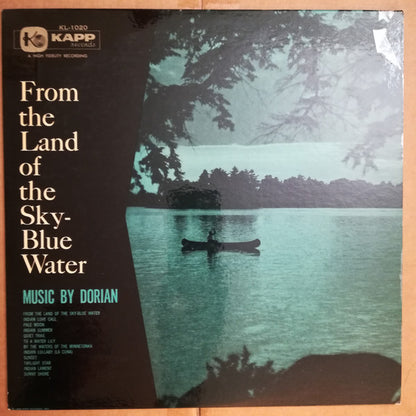 KL-1020
K KAPP
records
A HIGH FIDELITY RECORDING
From
the
Land
of
the
Sky-
Blue
Water
MUSIC BY DORIAN
FROM THE LAND OF THE SKY-BLUE WATER
INDIAN LOVE CALL
PALE MOON
INDIAN SUMMER
QUIET TRAIL
TO A WATER LILY
BY THE WATERS OF THE MINNETONKA
INDIAN LULLABY (LA CUNA)
SUNSET
TWILIGHT STAR
INDIAN LAMENT
SUNNY SHORE